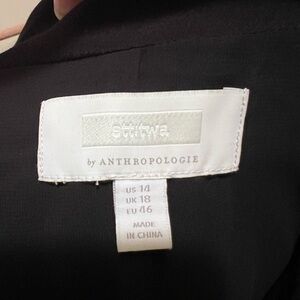 by ANTHROPOLOGIE
US 14
UK 18
EU 46
MADE
IN CHINA